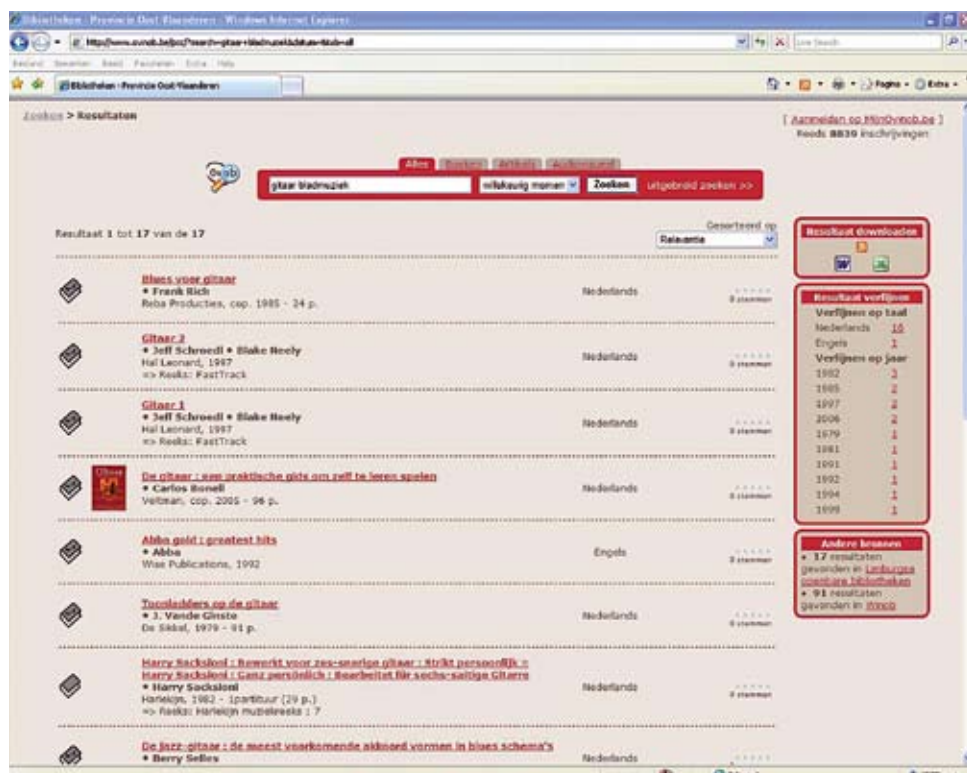 Bibliotheken - Provincie Oost-Vlaanderen - Windows Internet Explorer
Live Search
Bestand Bewerken Beeld Favorieten Extra Help
Bibliotheken - Provincie Oost-Vlaanderen
Pagina Extra
Zoeken > Resultaten
[ Aanmelden op MijnOvinob.be ]
Reeds 8839 inschrijvingen
Alles Boeken Artikels Audiovisueel
gitaar bladmuziek willekeurig momen Zoeken uitgebreid zoeken >>
Resultaat 1 tot 17 van de 17
Gesorteerd op
Relevantie
Blues voor gitaar
• Frank Rich
Reba Producties, cop. 1985 - 24 p.
Nederlands
0 stemmen
Gitaar 2
• Jeff Schroedl • Blake Neely
Hal Leonard, 1997
=> Reeks: FastTrack
Nederlands
0 stemmen
Gitaar 1
• Jeff Schroedl • Blake Neely
Hal Leonard, 1997
=> Reeks: FastTrack
Nederlands
0 stemmen
De gitaar : een praktische gids om zelf te leren spelen
• Carlos Bonell
Veltman, cop. 2005 - 96 p.
Nederlands
Abba gold : greatest hits
• Abba
Wise Publications, 1992
Engels
0 stemmen
Toonladders op de gitaar
• J. Vande Ginste
De Sikkel, 1979 - 91 p.
Nederlands
0 stemmen
Harry Sacksioni : Bewerkt voor zes-snarige gitaar : Strikt persoonlijk =
Harry Sacksioni : Ganz persönlich : Bearbeitet für sechs-saitige Gitarre
• Harry Sacksioni
Harlekijn, 1982 - 1partituur (29 p.)
=> Reeks: Harlekijn muziekreeks ; 7
Nederlands
0 stemmen
De jazz-gitaar : de meest voorkomende akkoord vormen in blues schema's
• Berry Selles
Nederlands
Resultaat downloaden
Resultaat verfijnen
Verfijnen op taal
Nederlands 16
Engels 1
Verfijnen op jaar
1982 3
1985 2
1997 2
2006 2
1979 1
1981 1
1991 1
1992 1
1994 1
1999 1
Andere bronnen
• 17 resultaten
gevonden in Limburgse
openbare bibliotheken
• 91 resultaten
gevonden in Winob